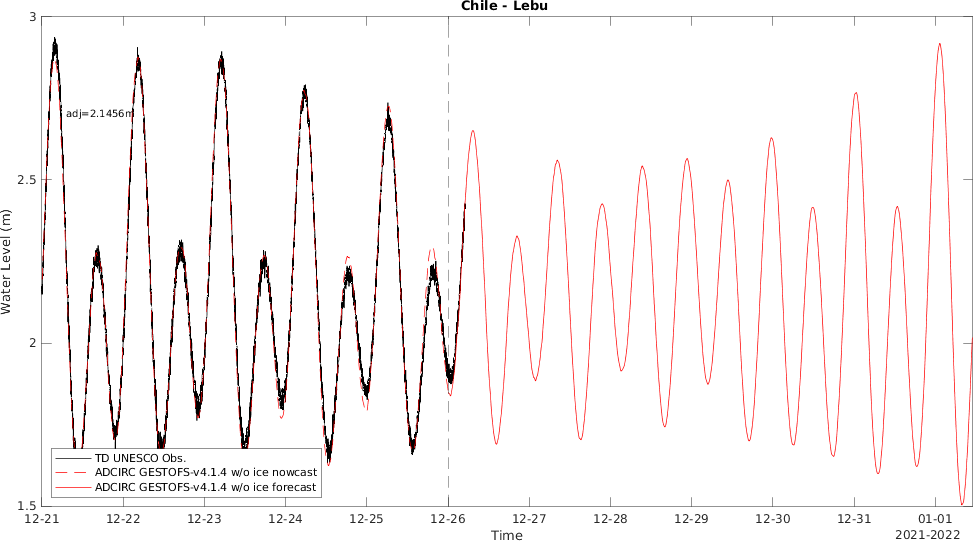 Chile - Lebu
3
adj=2.1456m
2.5
Water Level (m)
2
TD UNESCO Obs.
ADCIRC GESTOFS-v4.1.4 w/o ice nowcast
ADCIRC GESTOFS-v4.1.4 w/o ice forecast
1.5
12-21 12-22 12-23 12-24 12-25 12-26 12-27 12-28 12-29 12-30 12-31 01-01
Time
2021-2022